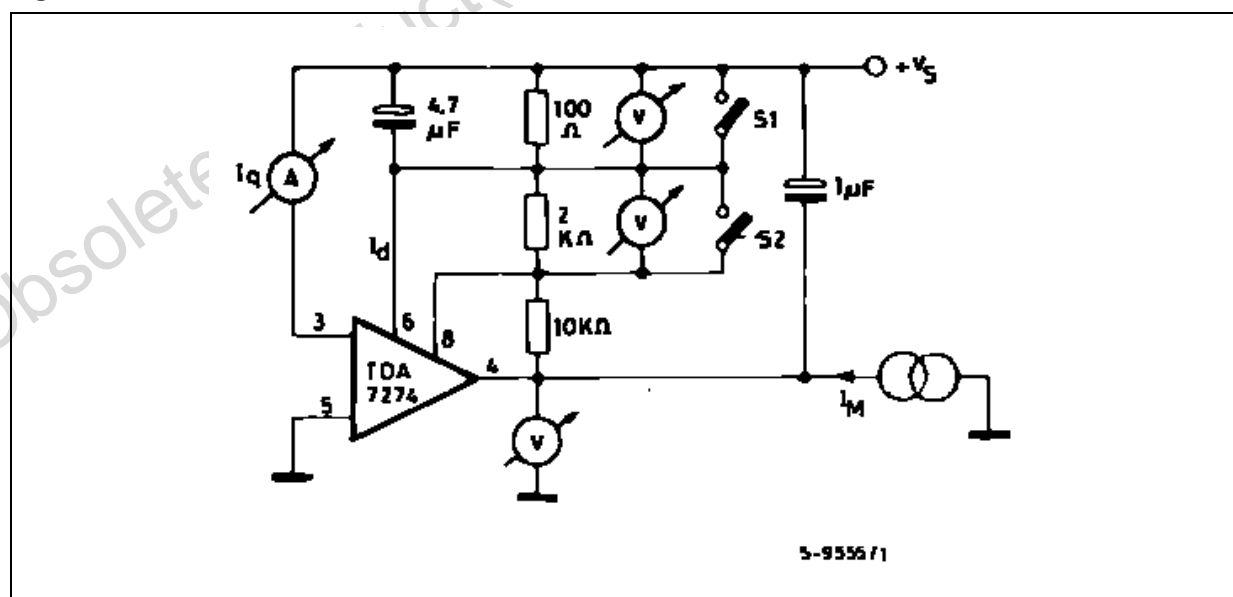 obsolete
+VS
4.7
µF
100
Ω
V
S1
Iq
A
1µF
2
KΩ
V
S2
Id
3
6
8
10KΩ
TDA
7274
4
5
IM
V
S-9555/1